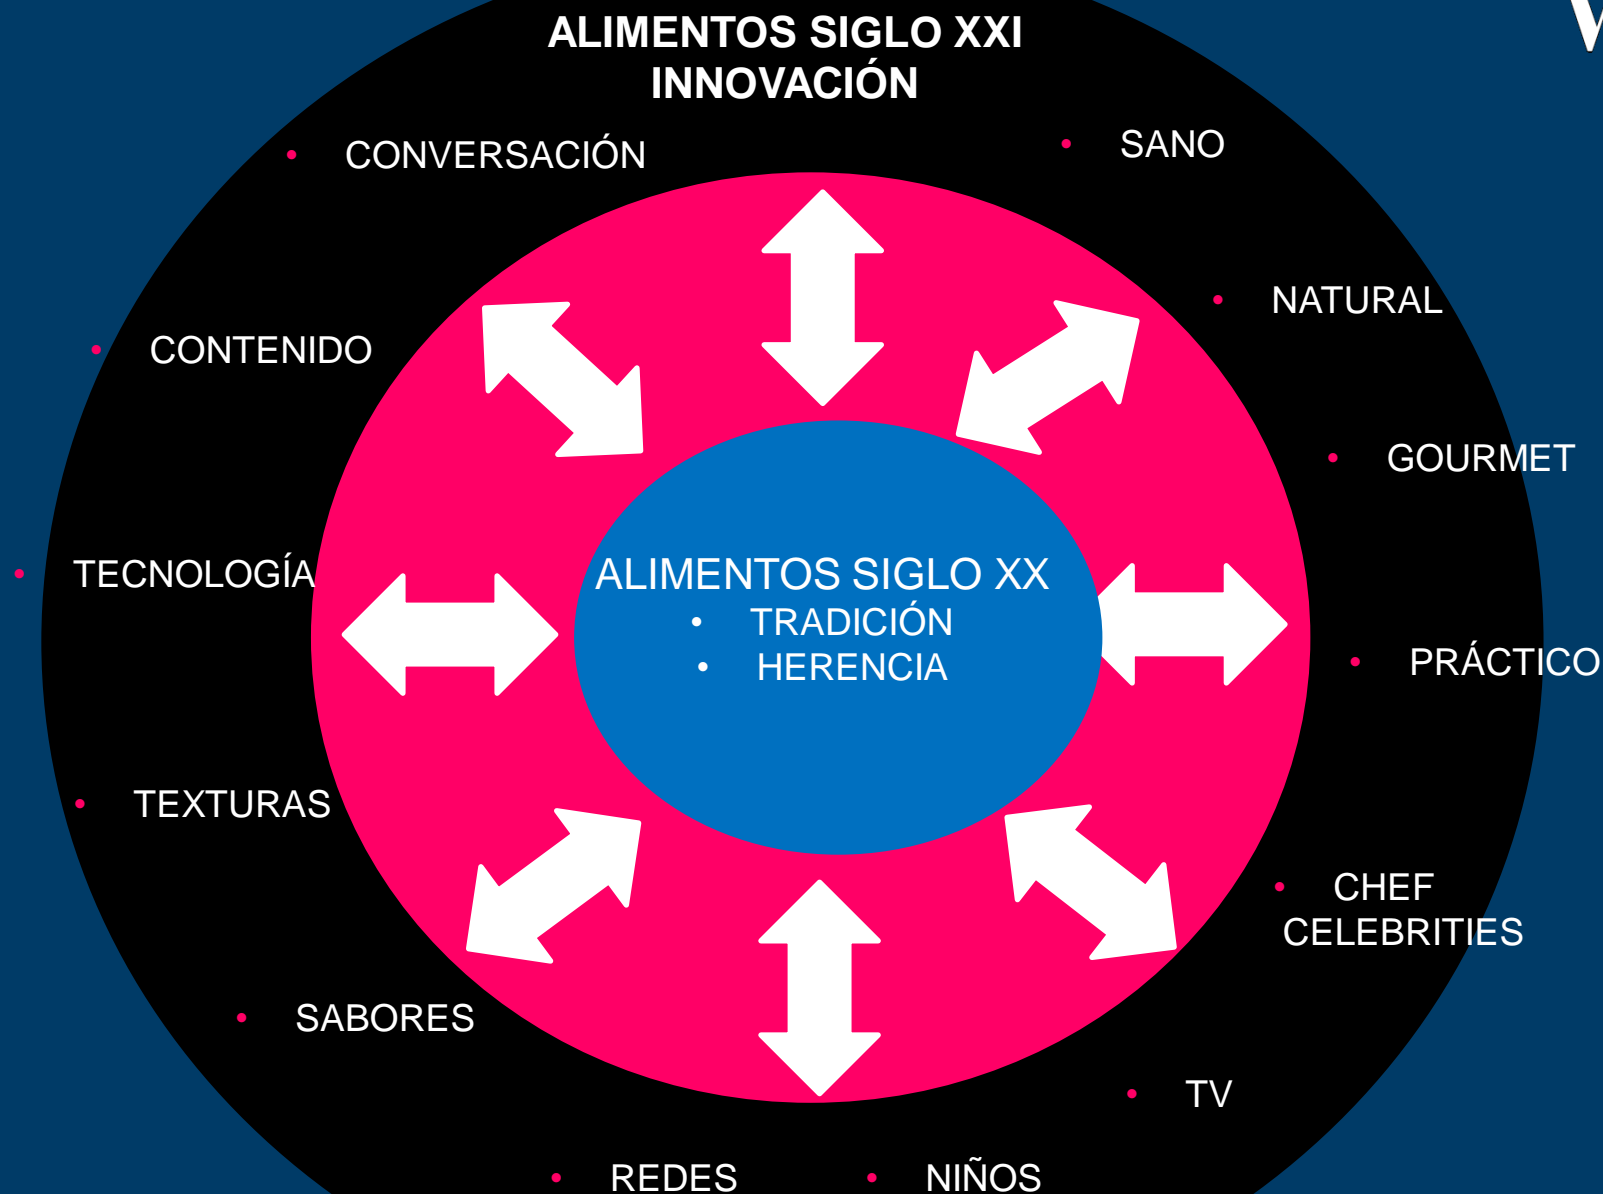 ALIMENTOS SIGLO XXI
INNOVACIÓN
• CONVERSACIÓN
• SANO
• NATURAL
• CONTENIDO
• GOURMET
• TECNOLOGÍA
ALIMENTOS SIGLO XX
• TRADICIÓN
• HERENCIA
• PRÁCTICO
• TEXTURAS
• CHEF
CELEBRITIES
• SABORES
• TV
• REDES
• NIÑOS